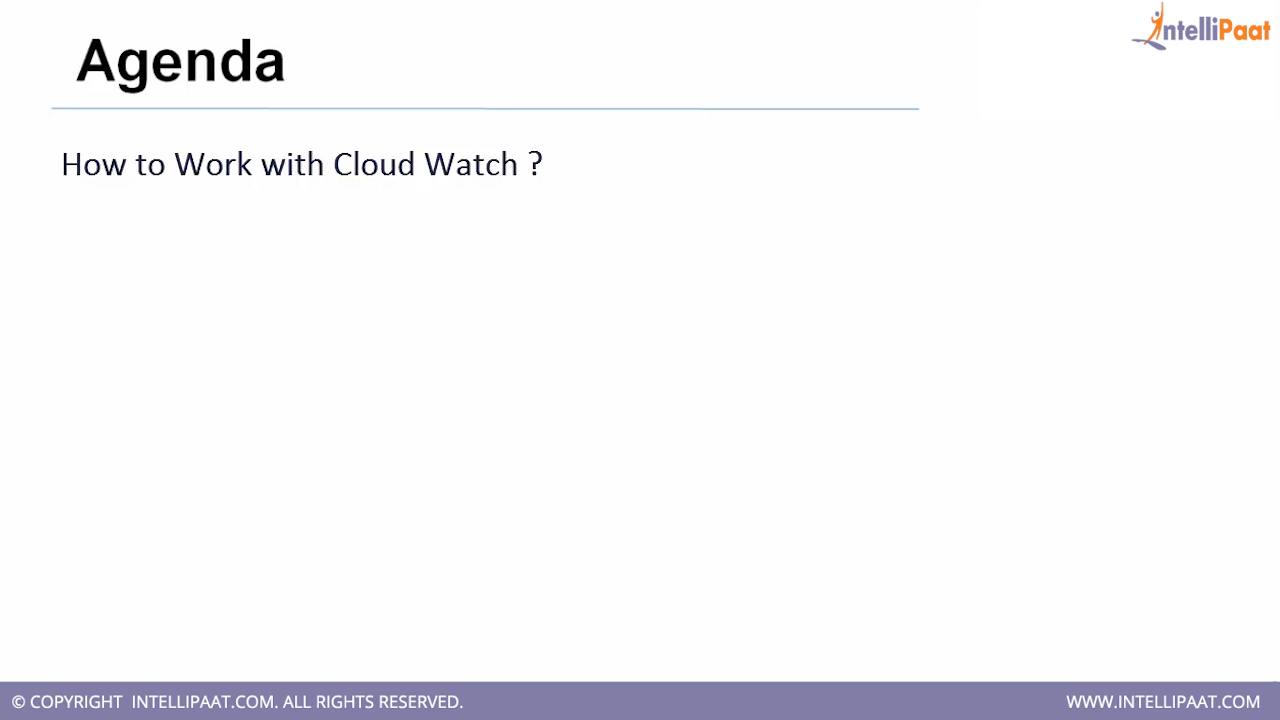 IntelliPaat
Agenda
How to Work with Cloud Watch ?
© COPYRIGHT INTELLIPAAT.COM. ALL RIGHTS RESERVED.
WWW.INTELLIPAAT.COM